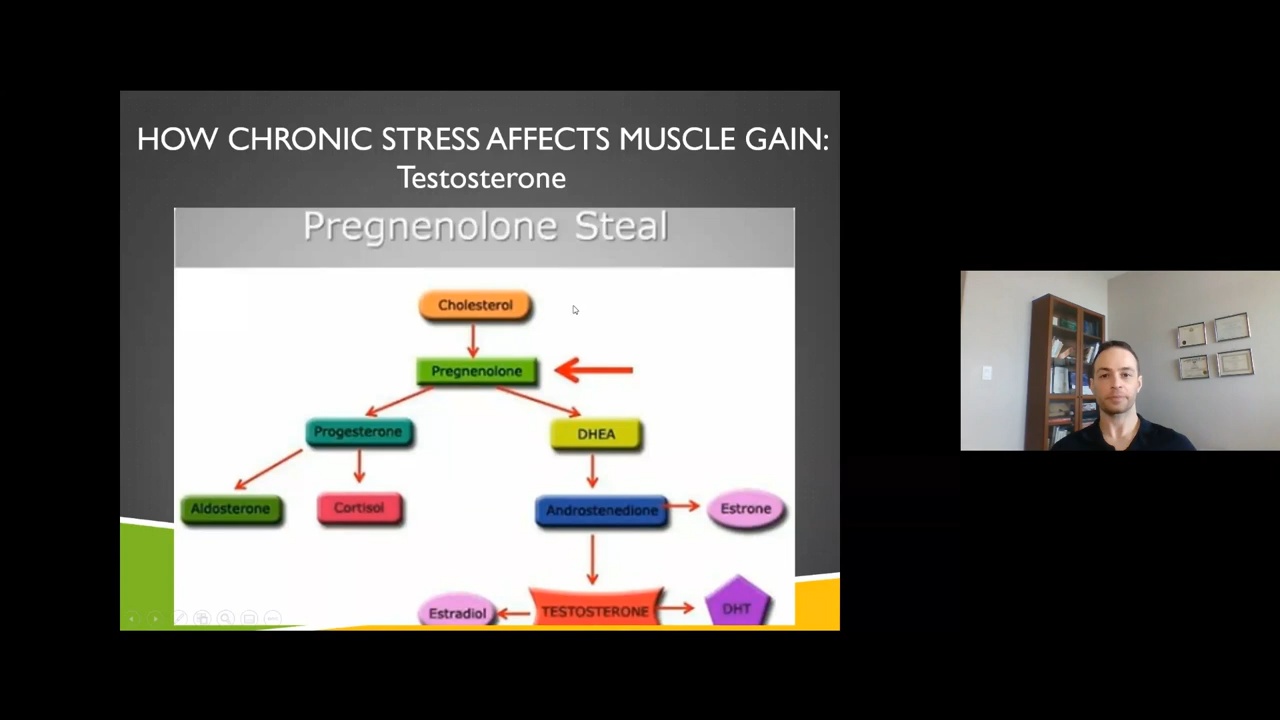 HOW CHRONIC STRESS AFFECTS MUSCLE GAIN:
Testosterone
Pregnenolone Steal
Cholesterol
Pregnenolone
Progesterone
DHEA
Aldosterone
Cortisol
Androstenedione
Estrone
Estradiol
TESTOSTERONE
DHT